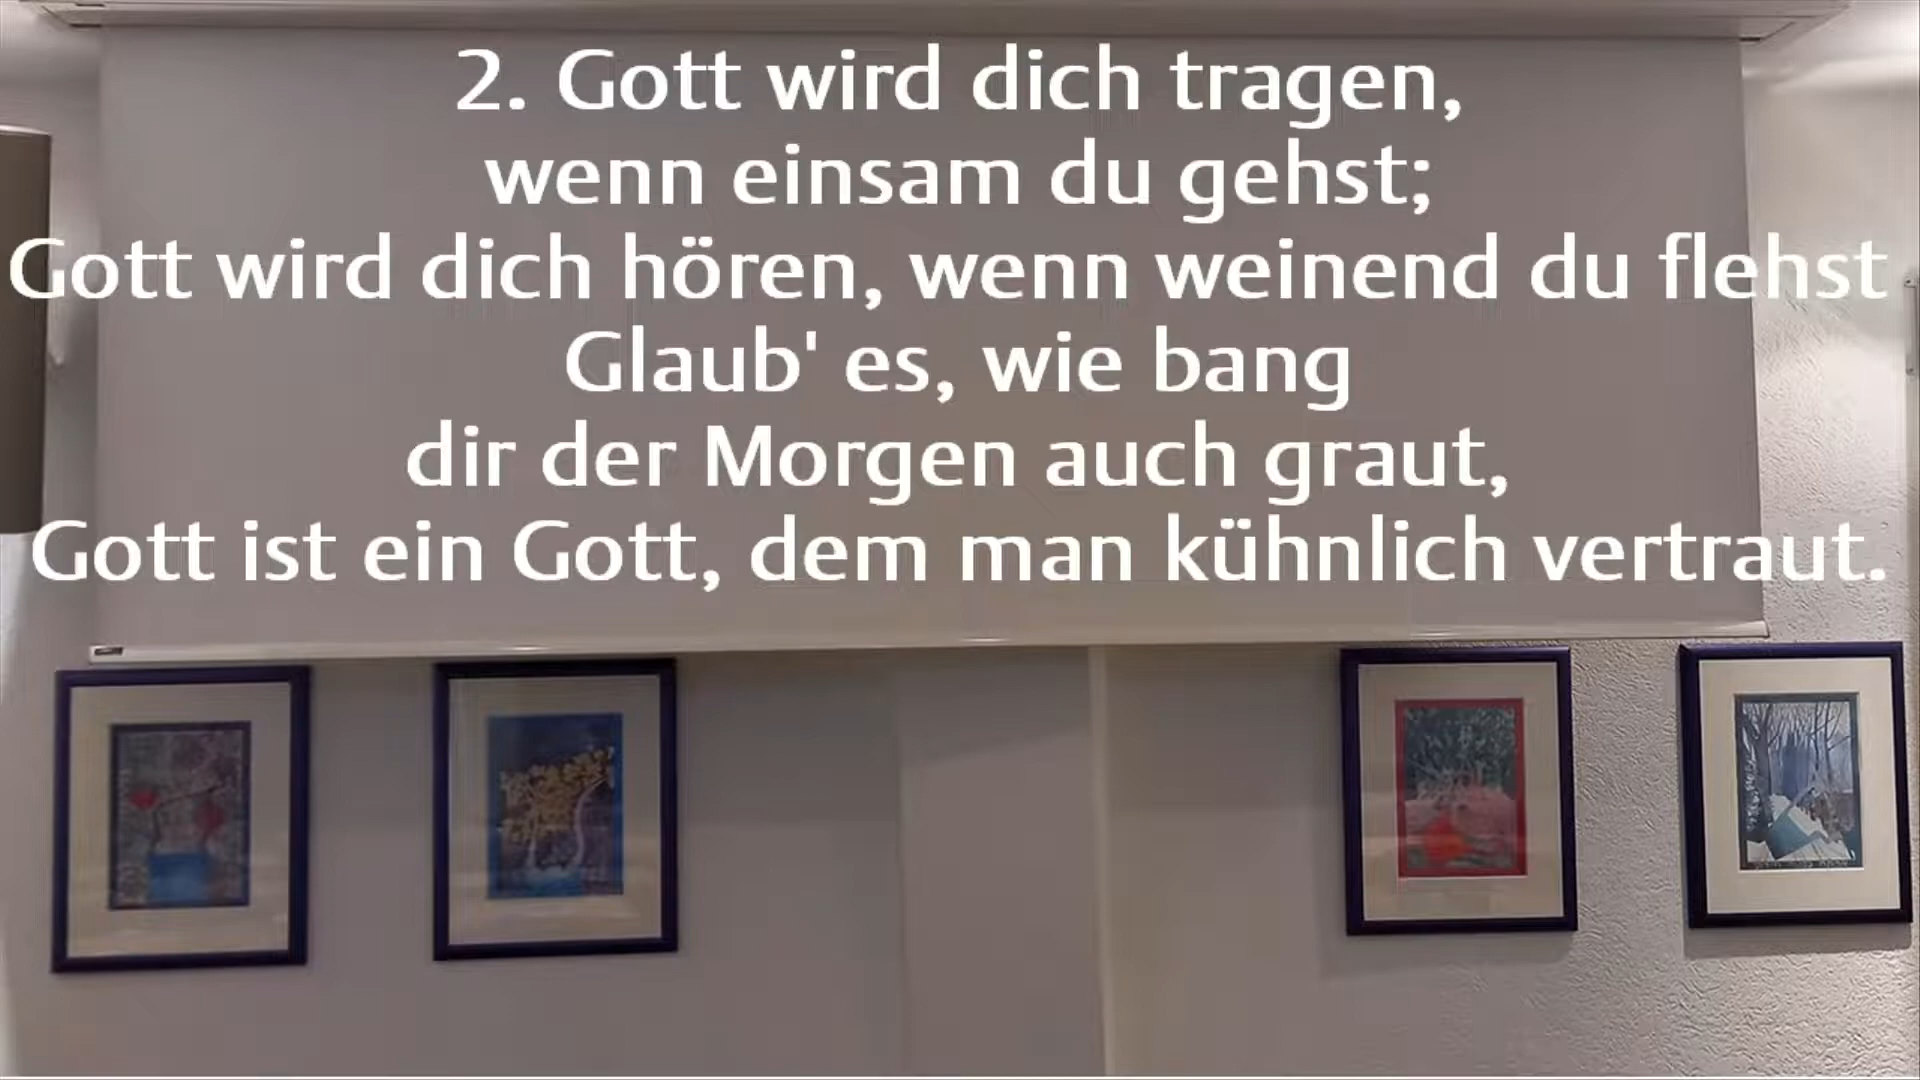 2. Gott wird dich tragen,
wenn einsam du gehst;
Gott wird dich hören, wenn weinend du flehst
Glaub' es, wie bang
dir der Morgen auch graut,
Gott ist ein Gott, dem man kühnlich vertraut.